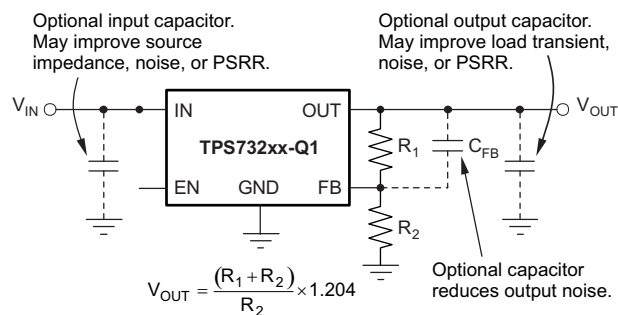 Optional input capacitor.
May improve source
impedance, noise, or PSRR.
Optional output capacitor.
May improve load transient,
noise, or PSRR.
V_IN
IN
OUT
V_OUT
TPS732xx-Q1
R_1
C_FB
EN
GND
FB
R_2
Optional capacitor
reduces output noise.
V_OUT = (R_1 + R_2) / R_2 × 1.204